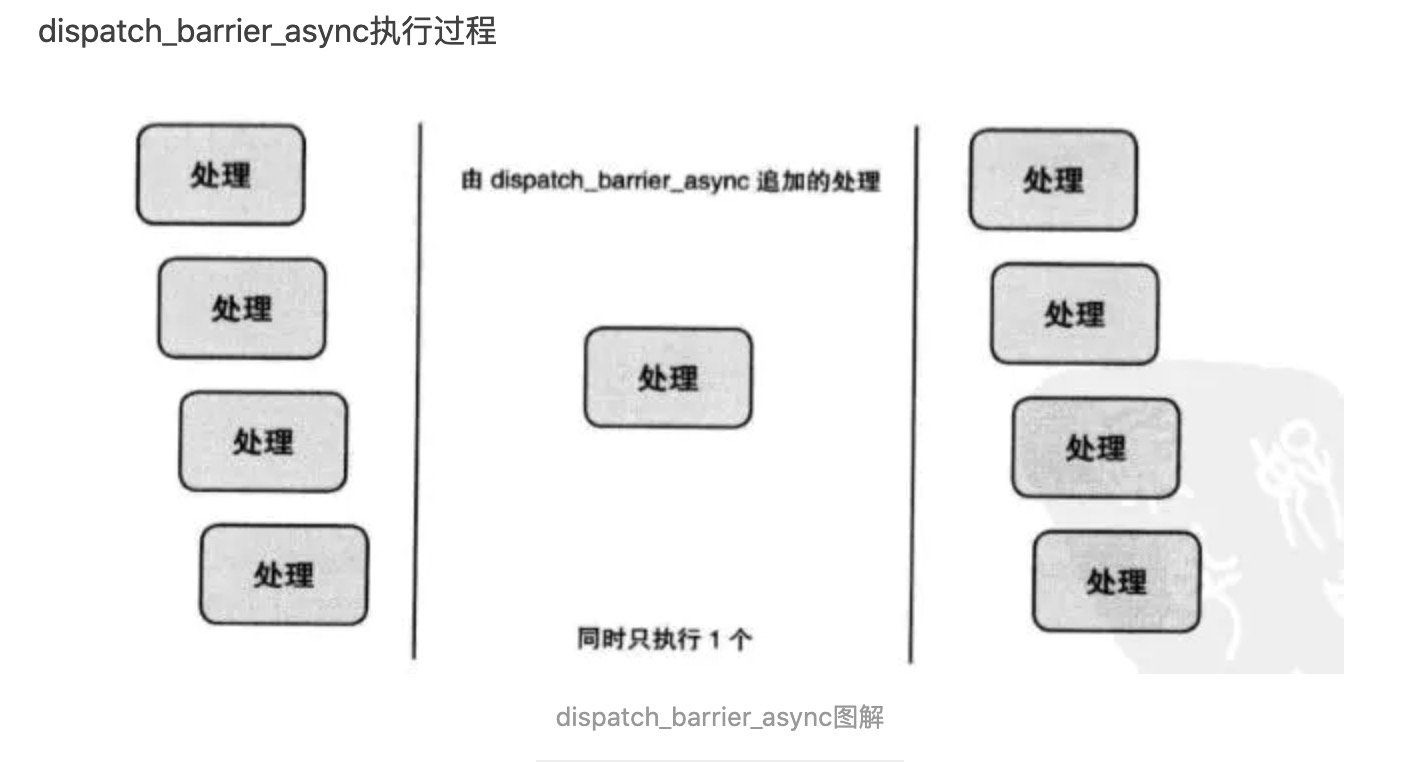 dispatch_barrier_async执行过程
处理
处理
处理
处理
由 dispatch_barrier_async 追加的处理
处理
同时只执行 1 个
处理
处理
处理
处理
dispatch_barrier_async图解